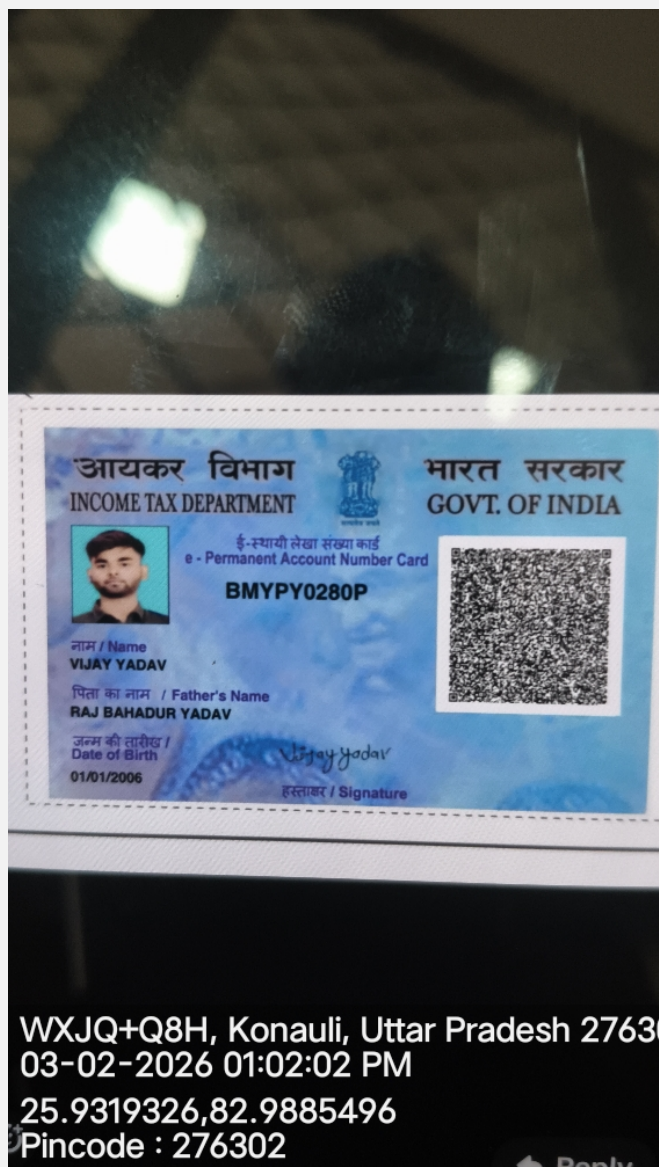 आयकर विभाग
INCOME TAX DEPARTMENT
भारत सरकार
GOVT. OF INDIA
ई-स्थायी लेखा संख्या कार्ड
e - Permanent Account Number Card
BMYPY0280P
नाम / Name
VIJAY YADAV
पिता का नाम / Father's Name
RAJ BAHADUR YADAV
जन्म की तारीख /
Date of Birth
01/01/2006
Vijay yadav
हस्ताक्षर / Signature
WXJQ+Q8H, Konauli, Uttar Pradesh
03-02-2026 01:02:02 PM
25.9319326,82.9885496
Pincode : 276302
Reply